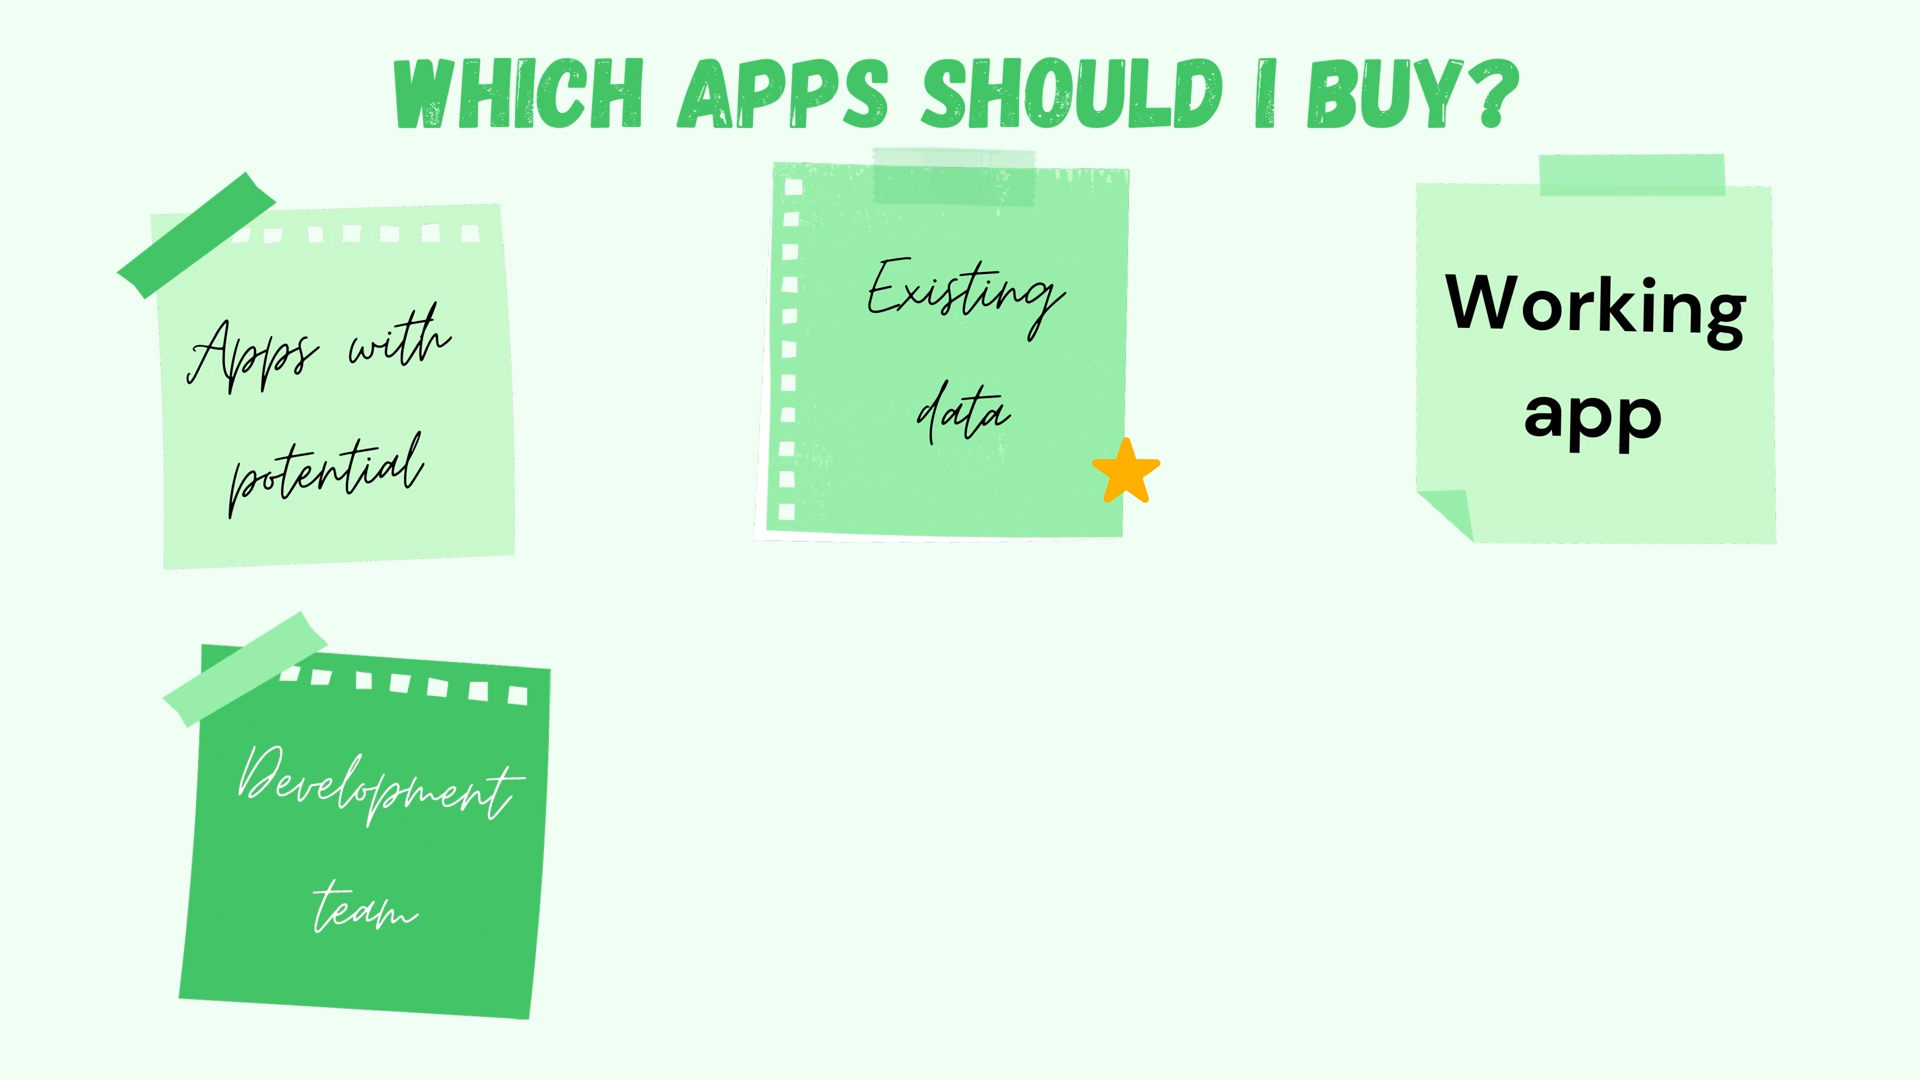 WHICH APPS SHOULD I BUY?
Apps with
potential
Existing
data
Working
app
Development
team